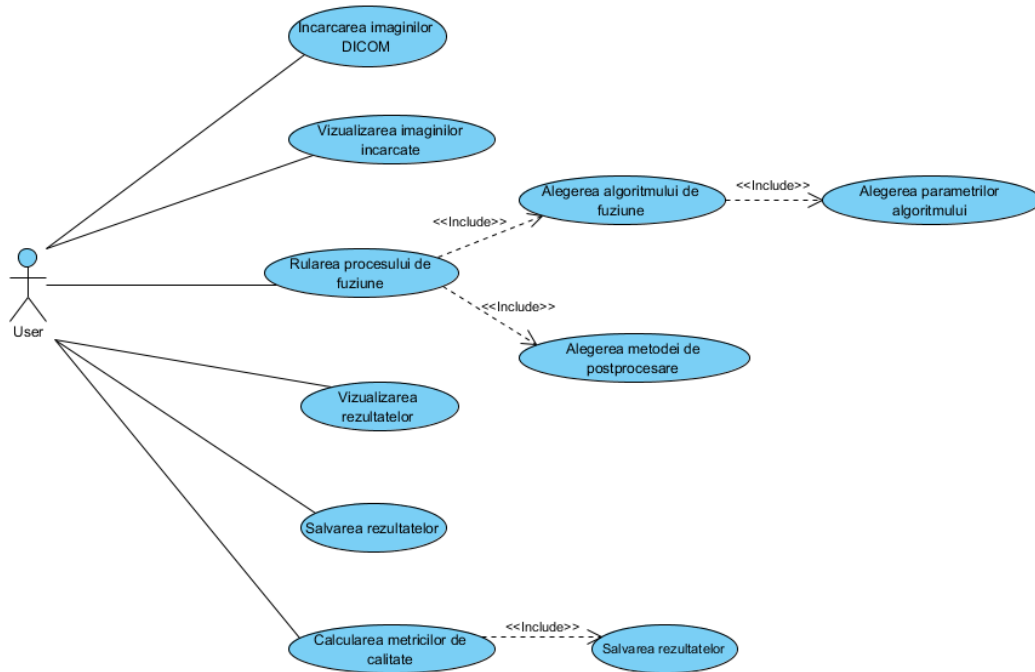 Incarcarea imaginilor
DICOM
Vizualizarea imaginilor
incarcate
Alegerea algoritmului de
fuziune
<<Include>>
Alegerea parametrilor
algoritmului
<<Include>>
Rularea procesului de
fuziune
<<Include>>
User
Alegerea metodei de
postprocesare
Vizualizarea
rezultatelor
Salvarea rezultatelor
Calcularea metricilor de
calitate
<<Include>>
Salvarea rezultatelor